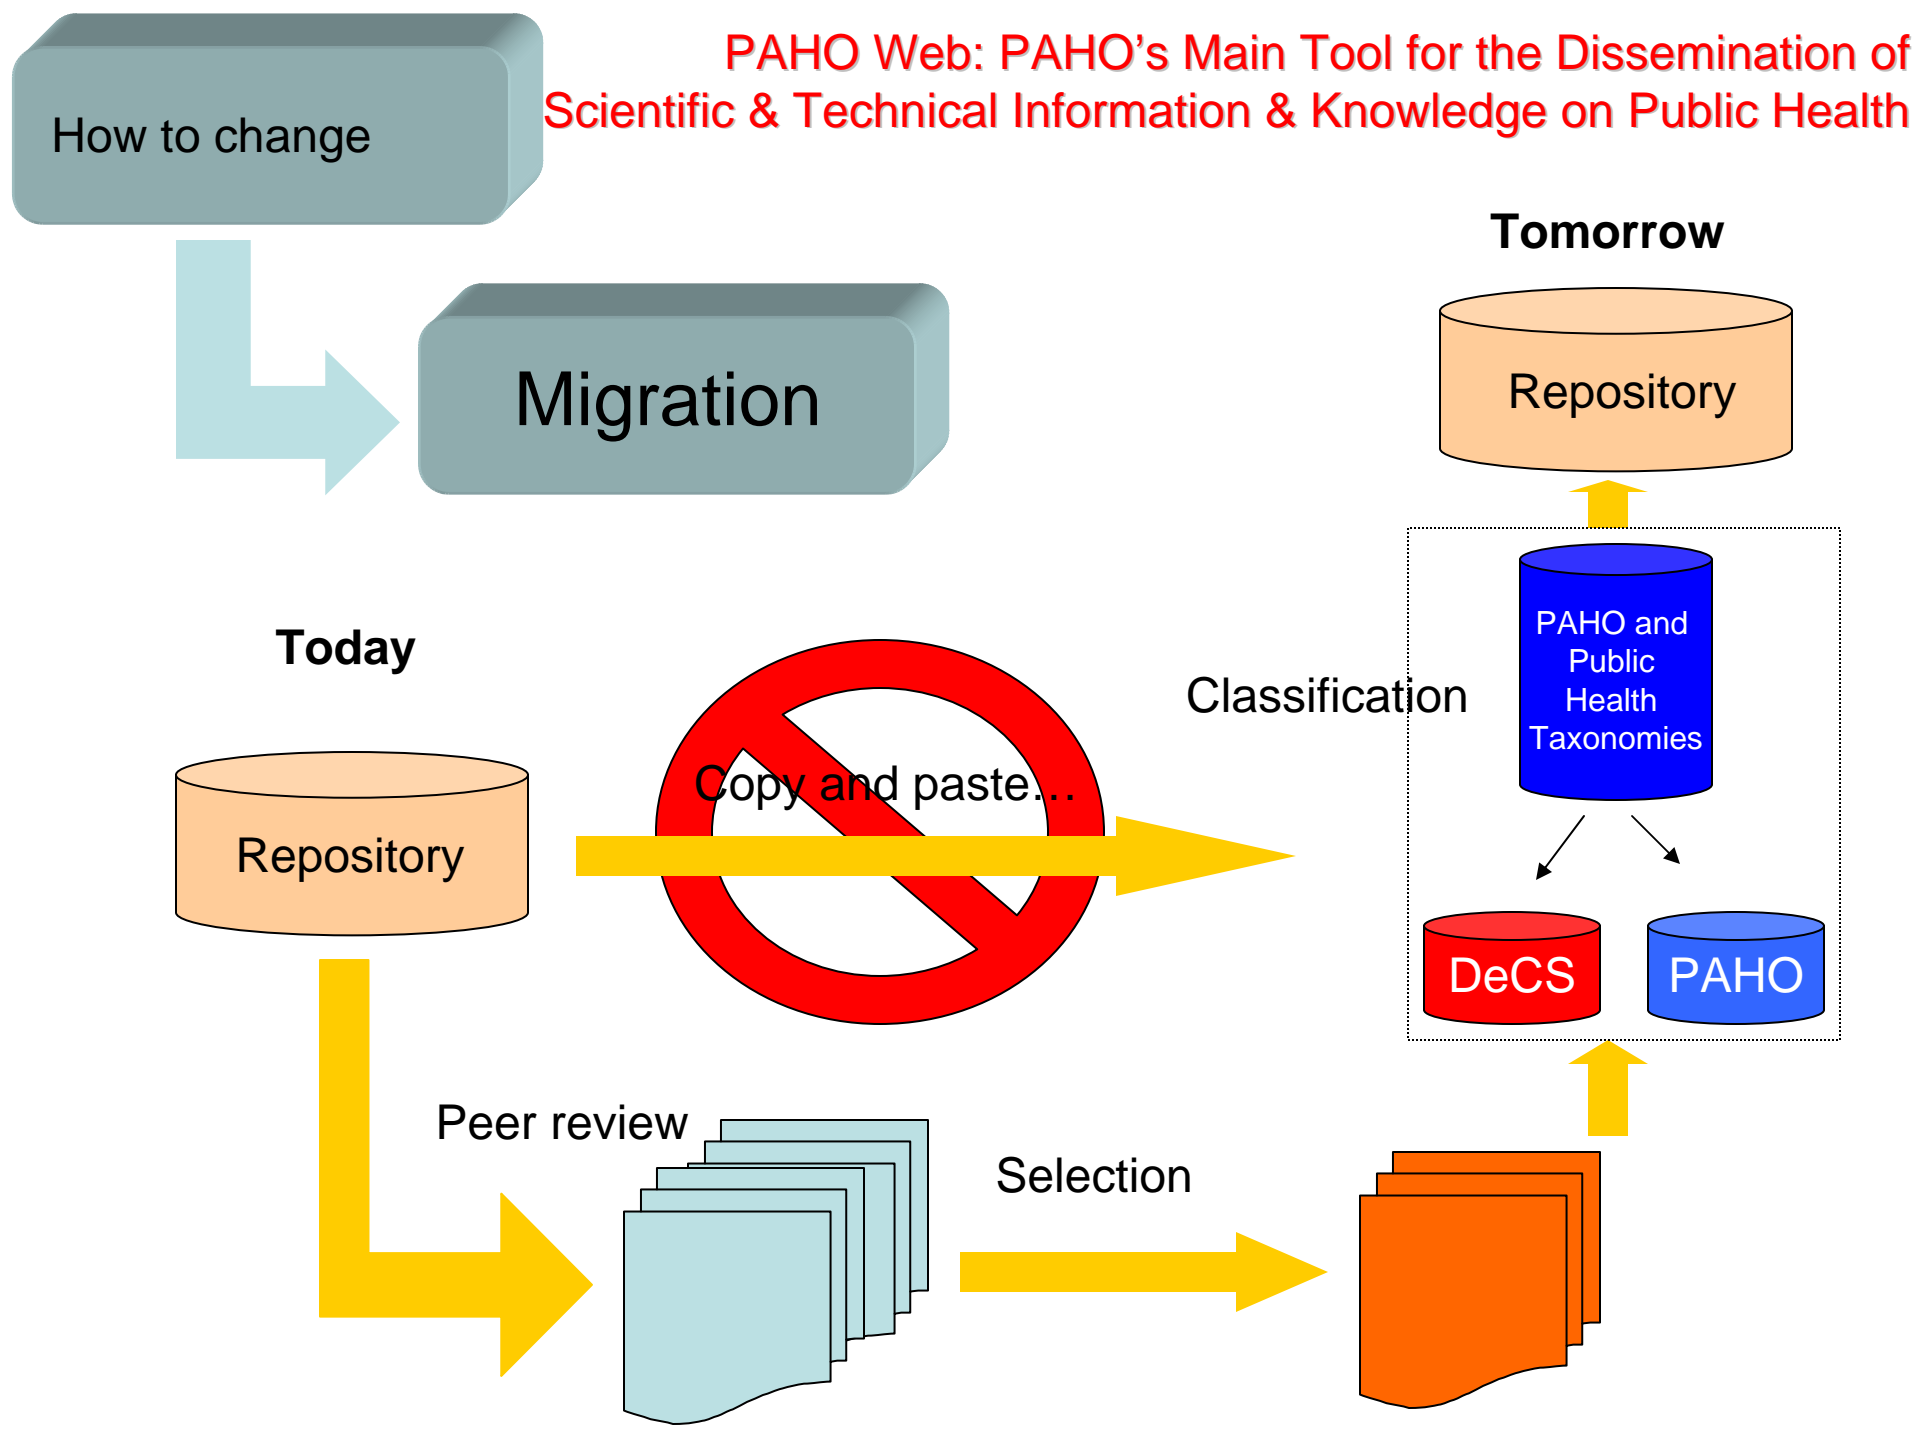 PAHO Web: PAHO’s Main Tool for the Dissemination of
Scientific & Technical Information & Knowledge on Public Health
How to change
Migration
Tomorrow
Repository
PAHO and
Public
Health
Taxonomies
Classification
DeCS
PAHO
Today
Repository
Copy and paste…
Peer review
Selection